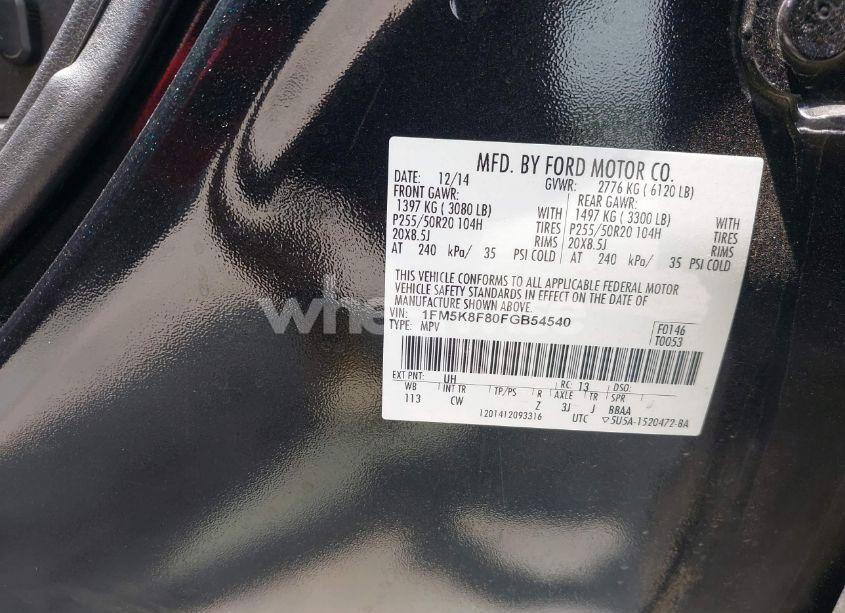 MFD. BY FORD MOTOR CO.
DATE: 12/14 GVWR: 2776 KG ( 6120 LB)
FRONT GAWR: REAR GAWR:
1397 KG ( 3080 LB) WITH 1497 KG ( 3300 LB) WITH
P255/50R20 104H TIRES P255/50R20 104H TIRES
20X8.5J RIMS 20X8.5J RIMS
AT 240 kPa/ 35 PSI COLD AT 240 kPa/ 35 PSI COLD
THIS VEHICLE CONFORMS TO ALL APPLICABLE FEDERAL MOTOR
VEHICLE SAFETY STANDARDS IN EFFECT ON THE DATE OF
MANUFACTURE SHOWN ABOVE.
VIN: 1FM5K8F80FGB54540 F0146
TYPE: MPV T0053
EXT PNT: UH RC: 13 DSO:
WB INT TR TP/PS R AXLE TR SPR
113 CW Z 3J J BBAA
1201412093316 UTC ▽5U5A-1520472-BA